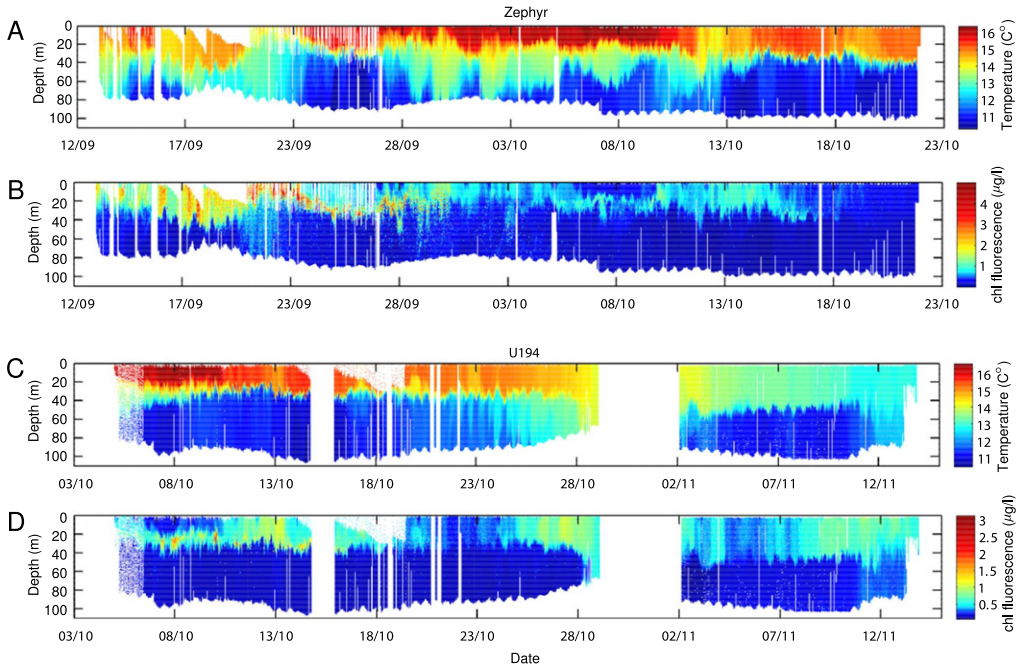 Zephyr
A
0
20
40
60
80
100
Depth (m)
12/09 17/09 23/09 28/09 03/10 08/10 13/10 18/10 23/10
16
15
14
13
12
11
Temperature (C°)
B
0
20
40
60
80
100
Depth (m)
12/09 17/09 23/09 28/09 03/10 08/10 13/10 18/10 23/10
4
3
2
1
chl fluorescence (µg/l)
U194
C
0
20
40
60
80
100
Depth (m)
03/10 08/10 13/10 18/10 23/10 28/10 02/11 07/11 12/11
16
15
14
13
12
11
Temperature (C°)
D
0
20
40
60
80
100
Depth (m)
03/10 08/10 13/10 18/10 23/10 28/10 02/11 07/11 12/11
3
2.5
2
1.5
1
0.5
chl fluorescence (µg/l)
Date